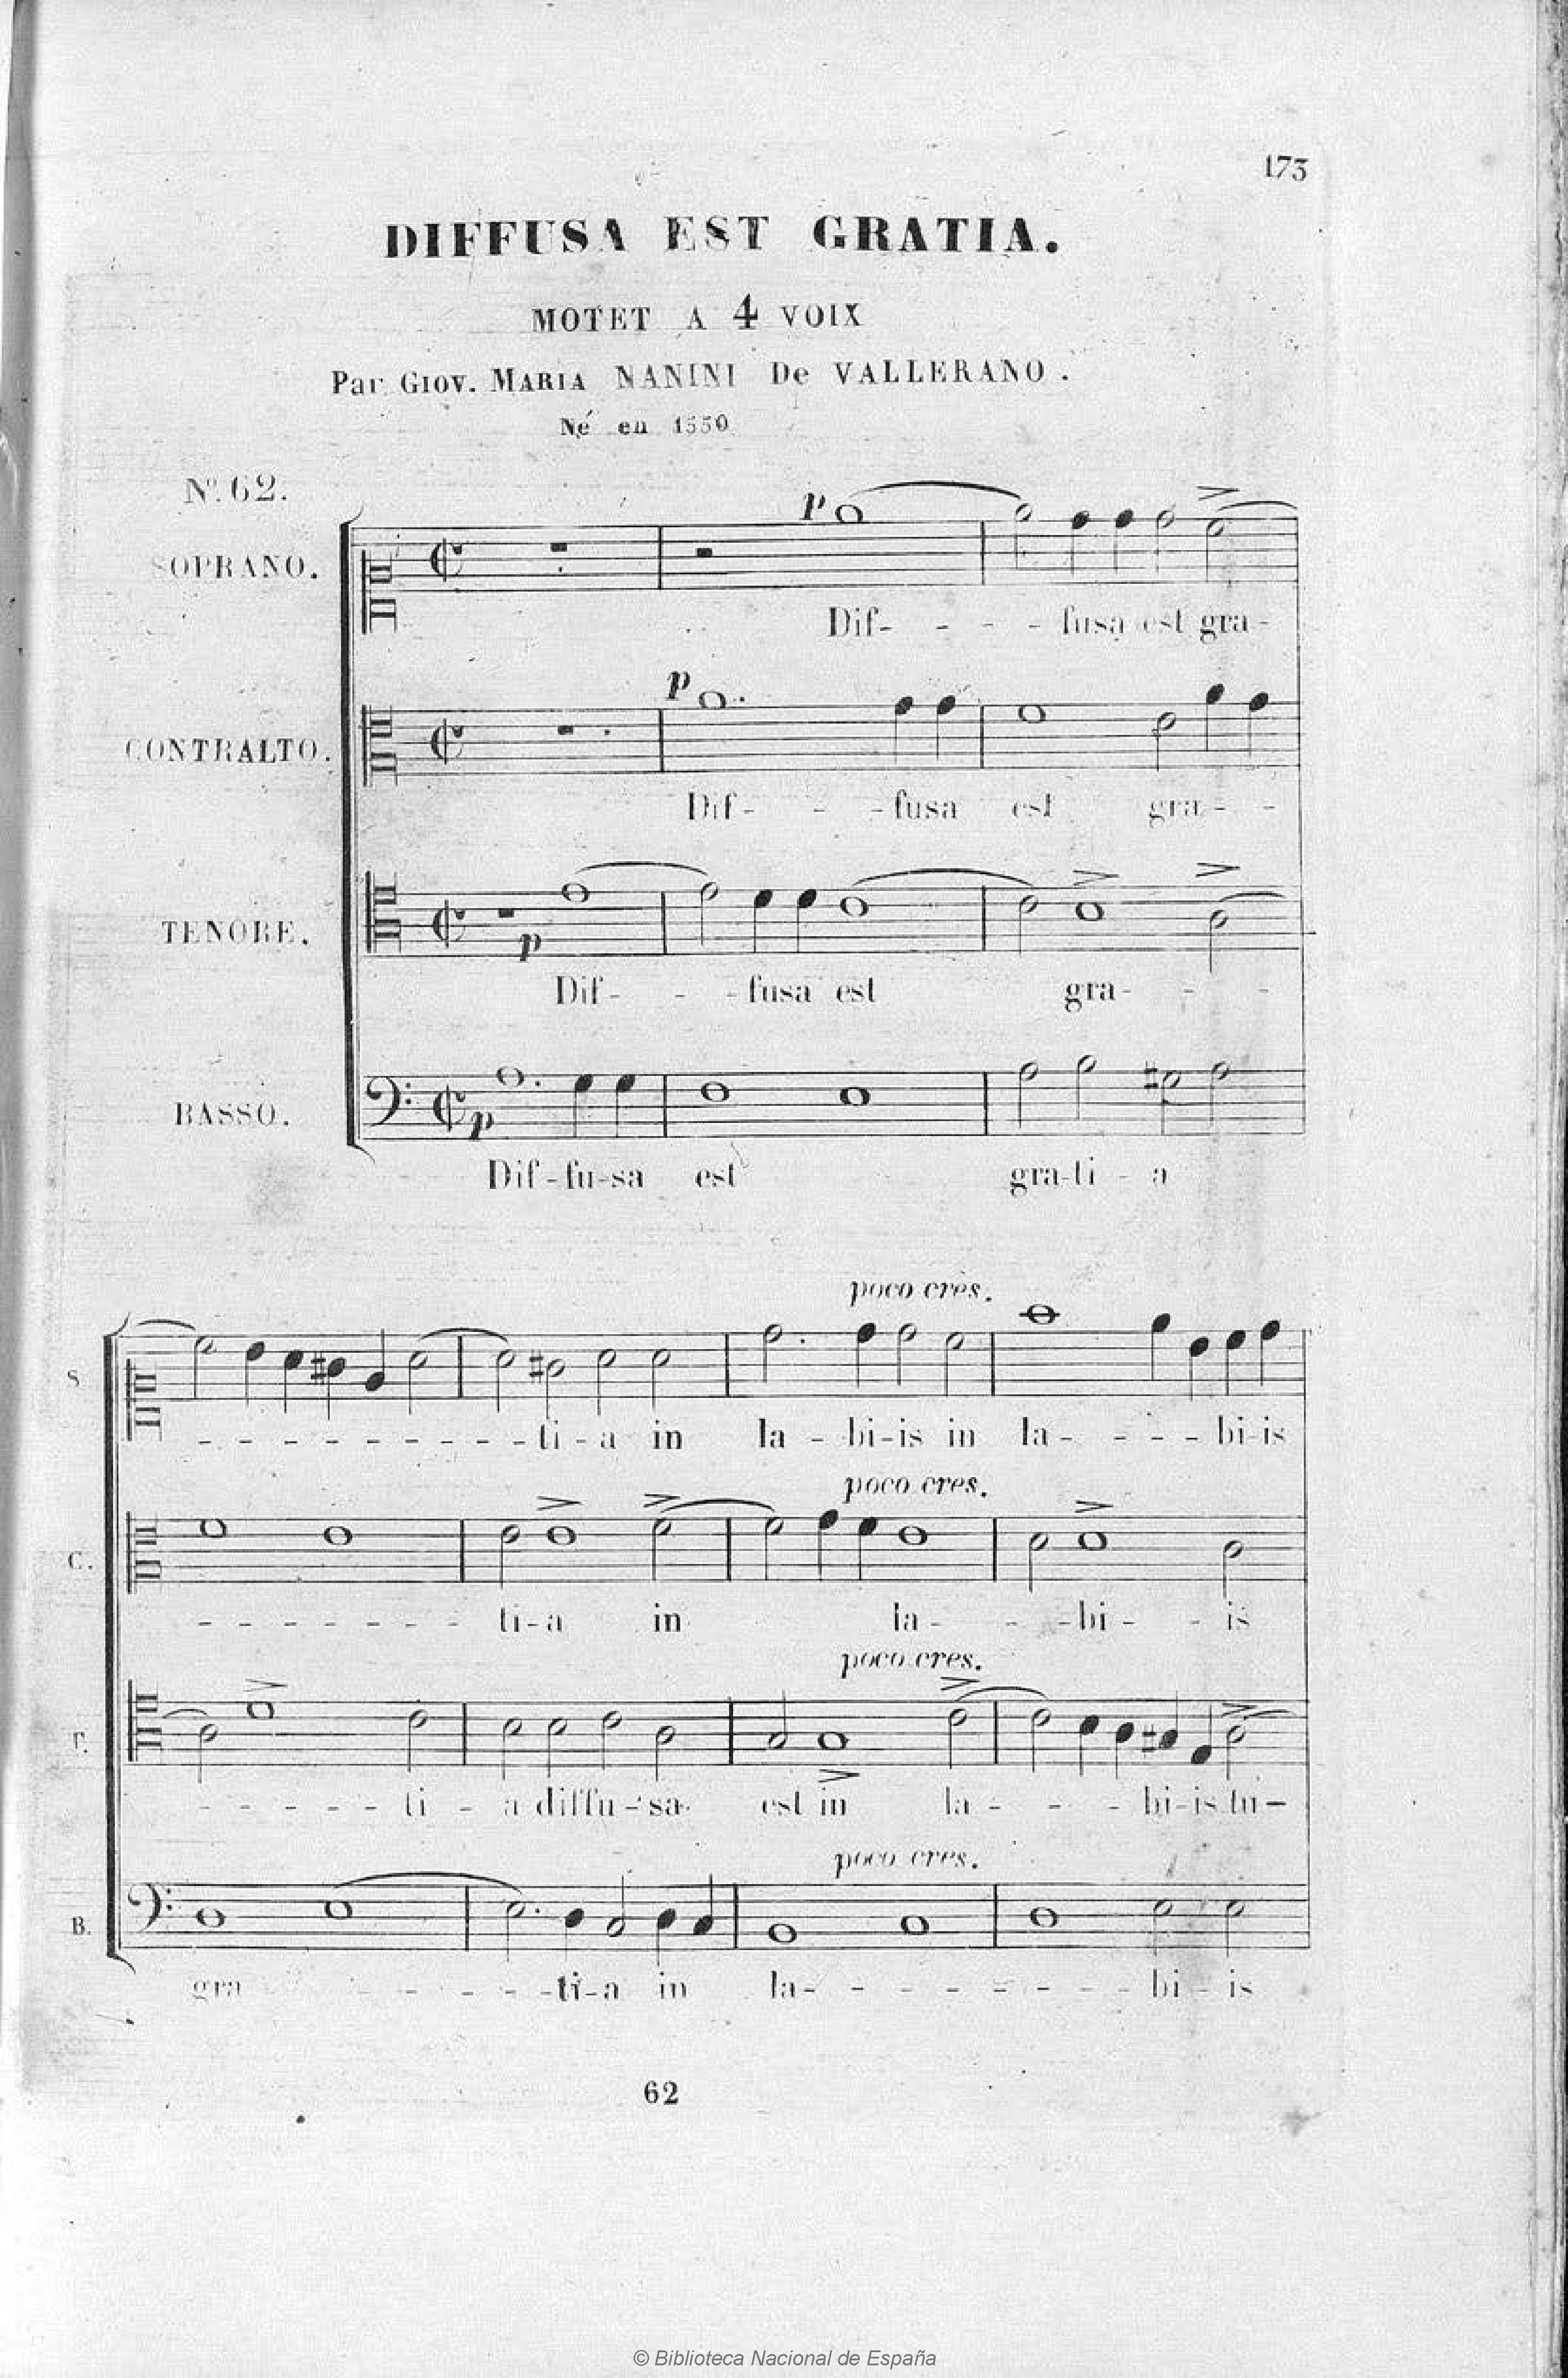 173
DIFFUSA EST GRATIA.
MOTET A 4 VOIX
Par GIOV. MARIA NANINI De VALLERANO.
Né en 1550
Nº. 62.
SOPRANO.
p
Dif- - - - fusa est gra-
CONTRALTO.
p
Dif- - - fusa est gra- -
TENORE.
p
Dif- - - fusa est gra- - -
BASSO.
p
Dif-fu-sa est gra-ti - a
poco cres.
S
- - - - - - - - - ti - a in la - bi-is in la- - - - bi-is
poco cres.
C.
- - - - - - - ti-a in la- - - bi - - is
poco cres.
T.
- - - - - ti - a diffu-sa est in la - - - bi-is tu-
poco cres.
B.
gra - - - - ti-a in la- - - - - - - - bi - is
62
© Biblioteca Nacional de España